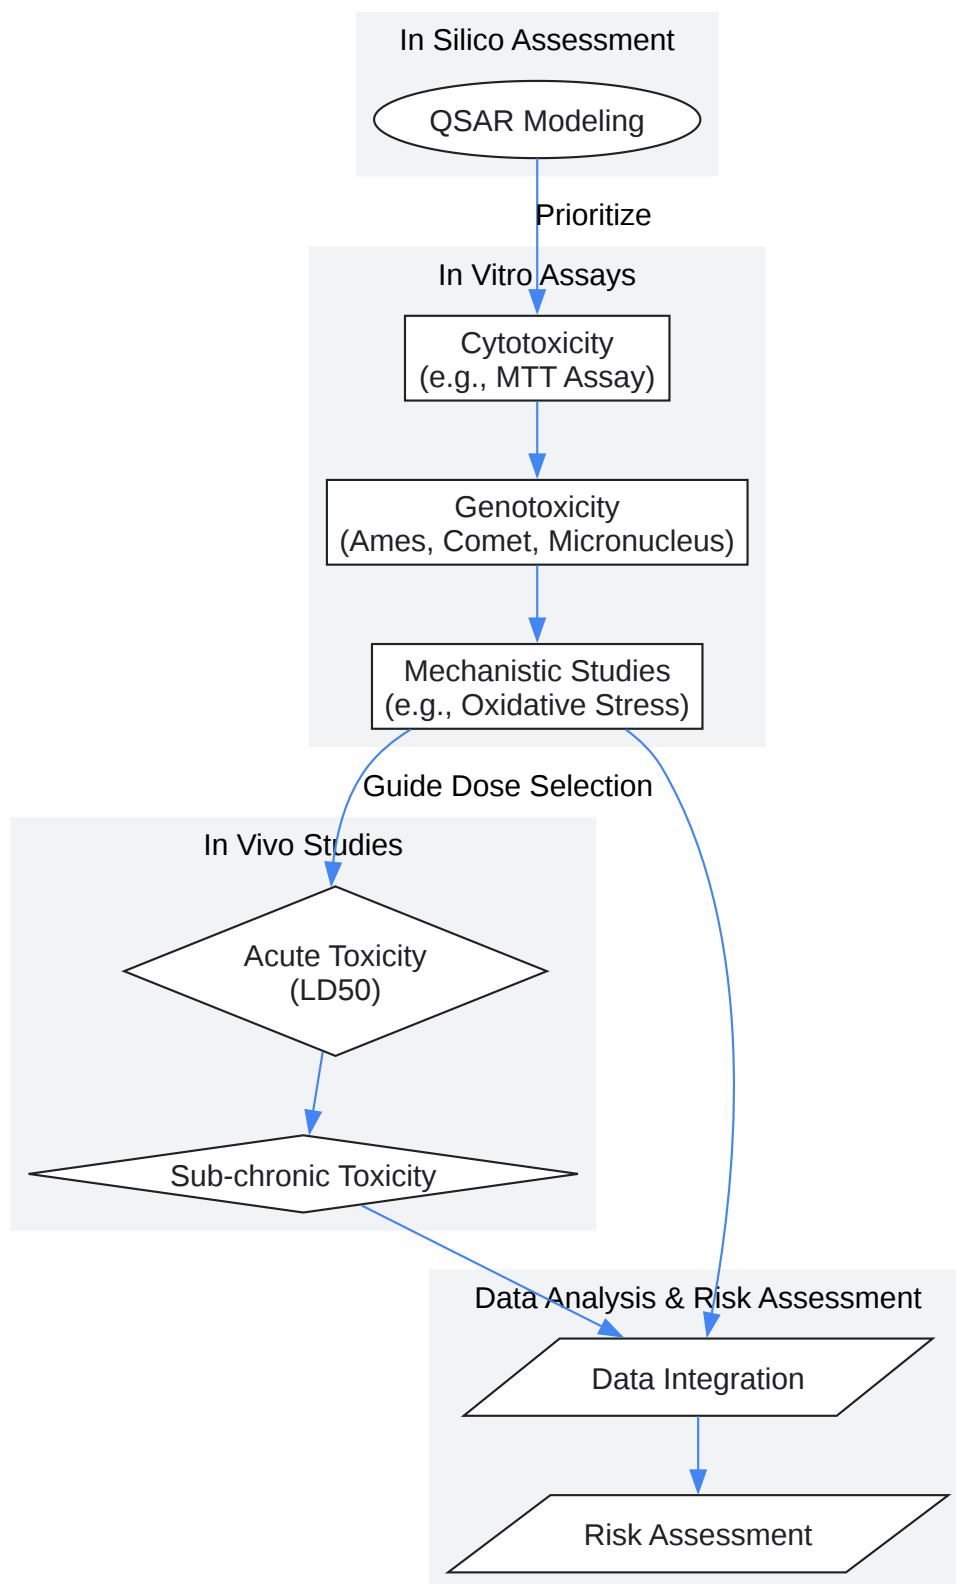 In Silico Assessment
QSAR Modeling
Prioritize
In Vitro Assays
Cytotoxicity
(e.g., MTT Assay)
Genotoxicity
(Ames, Comet, Micronucleus)
Mechanistic Studies
(e.g., Oxidative Stress)
Guide Dose Selection
In Vivo Studies
Acute Toxicity
(LD50)
Sub-chronic Toxicity
Data Analysis & Risk Assessment
Data Integration
Risk Assessment